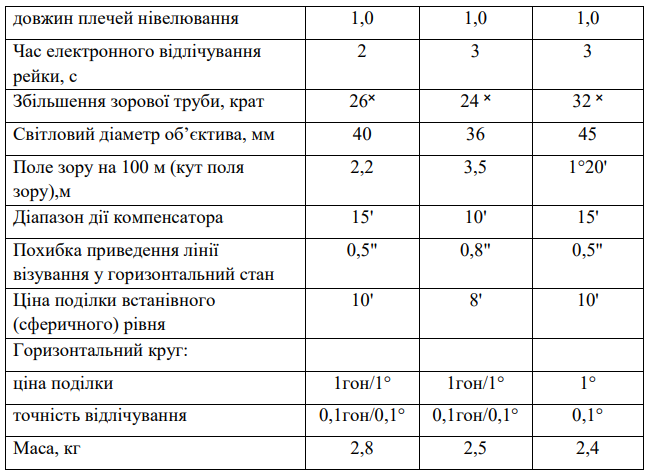 довжин плечей нівелювання 1,0 1,0 1,0
Час електронного відлічування 2 3 3
рейки, с
Збільшення зорової труби, крат 26ˣ 24 ˣ 32 ˣ
Світловий діаметр об’єктива, мм 40 36 45
Поле зору на 100 м (кут поля 2,2 3,5 1°20'
зору),м
Діапазон дії компенсатора 15' 10' 15'
Похибка приведення лінії 0,5" 0,8" 0,5"
візування у горизонтальний стан
Ціна поділки встанівного 10' 8' 10'
(сферичного) рівня
Горизонтальний круг:
ціна поділки 1гон/1° 1гон/1° 1°
точність відлічування 0,1гон/0,1° 0,1гон/0,1° 0,1°
Маса, кг 2,8 2,5 2,4